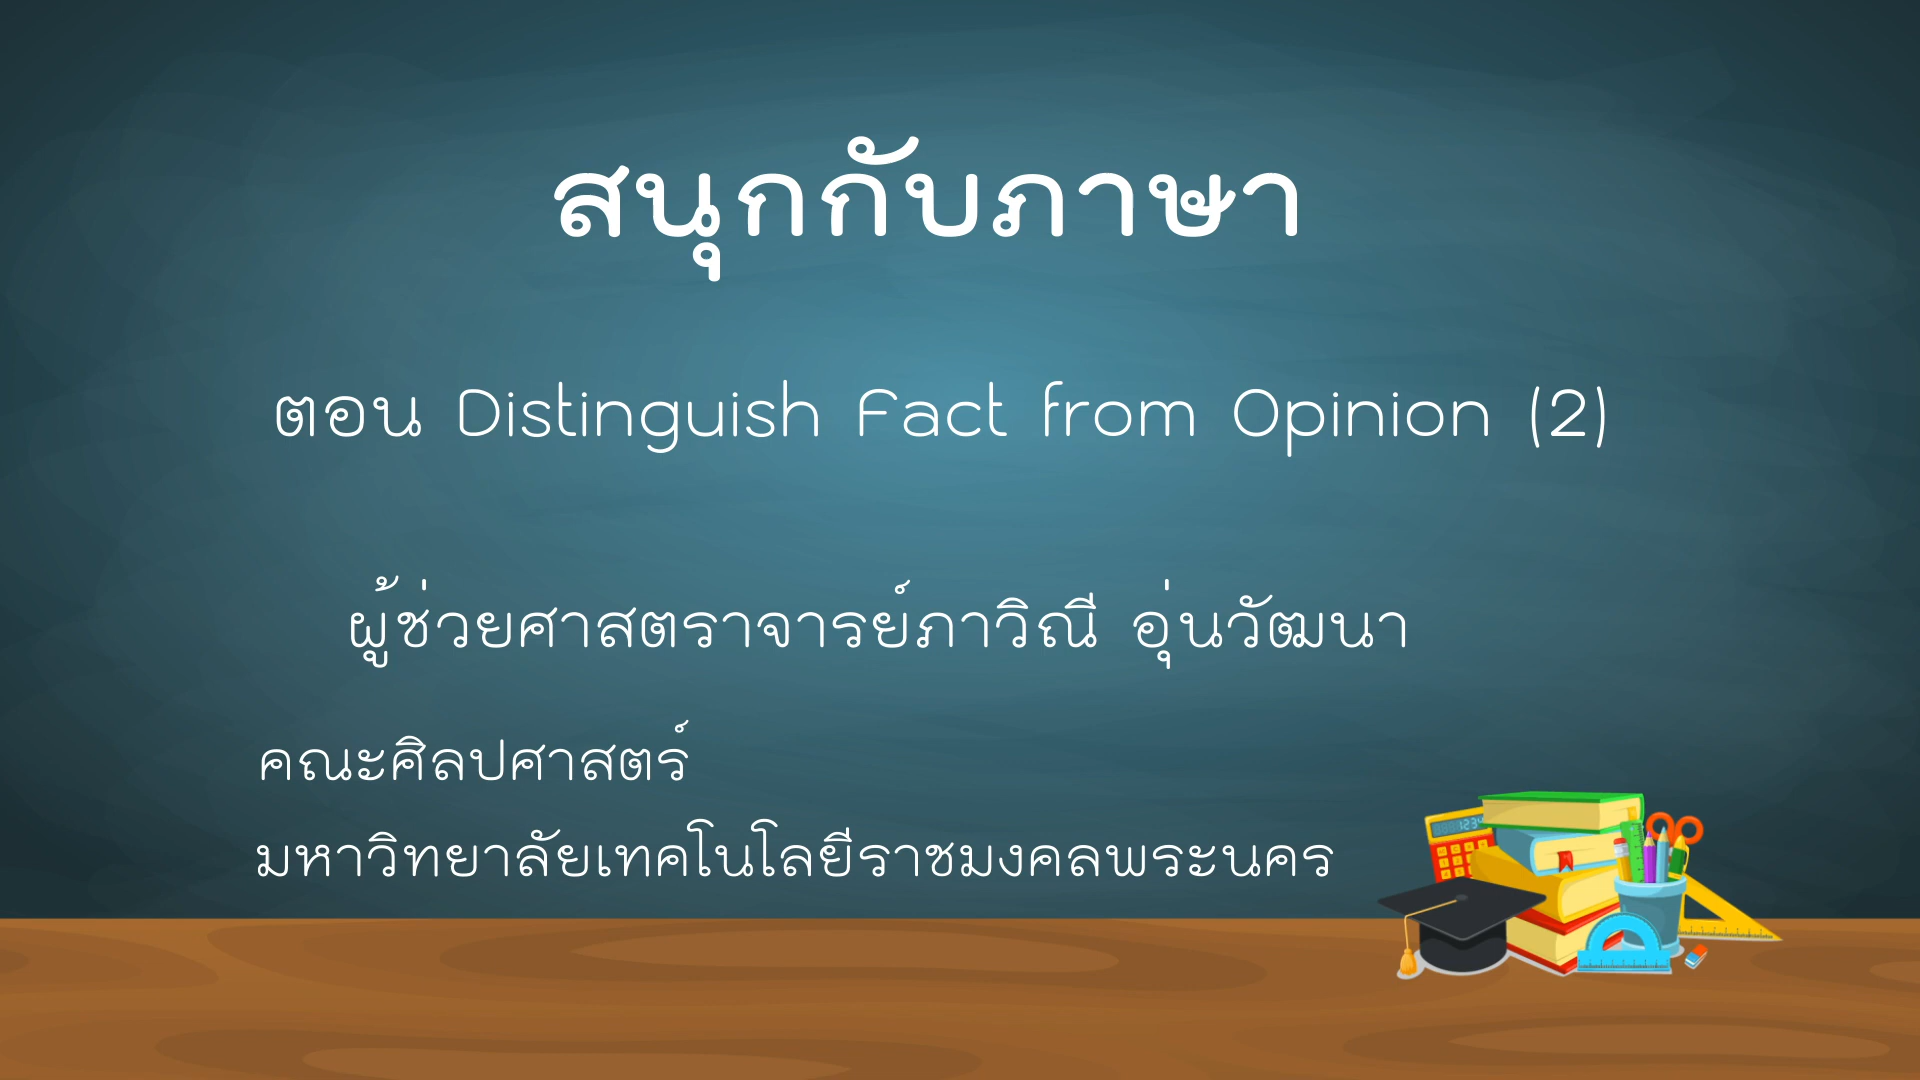 สนุกกับภาษา
ตอน Distinguish Fact from Opinion (2)
ผู้ช่วยศาสตราจารย์ภาวิณี อุ่นวัฒนา
คณะศิลปศาสตร์
มหาวิทยาลัยเทคโนโลยีราชมงคลพระนคร